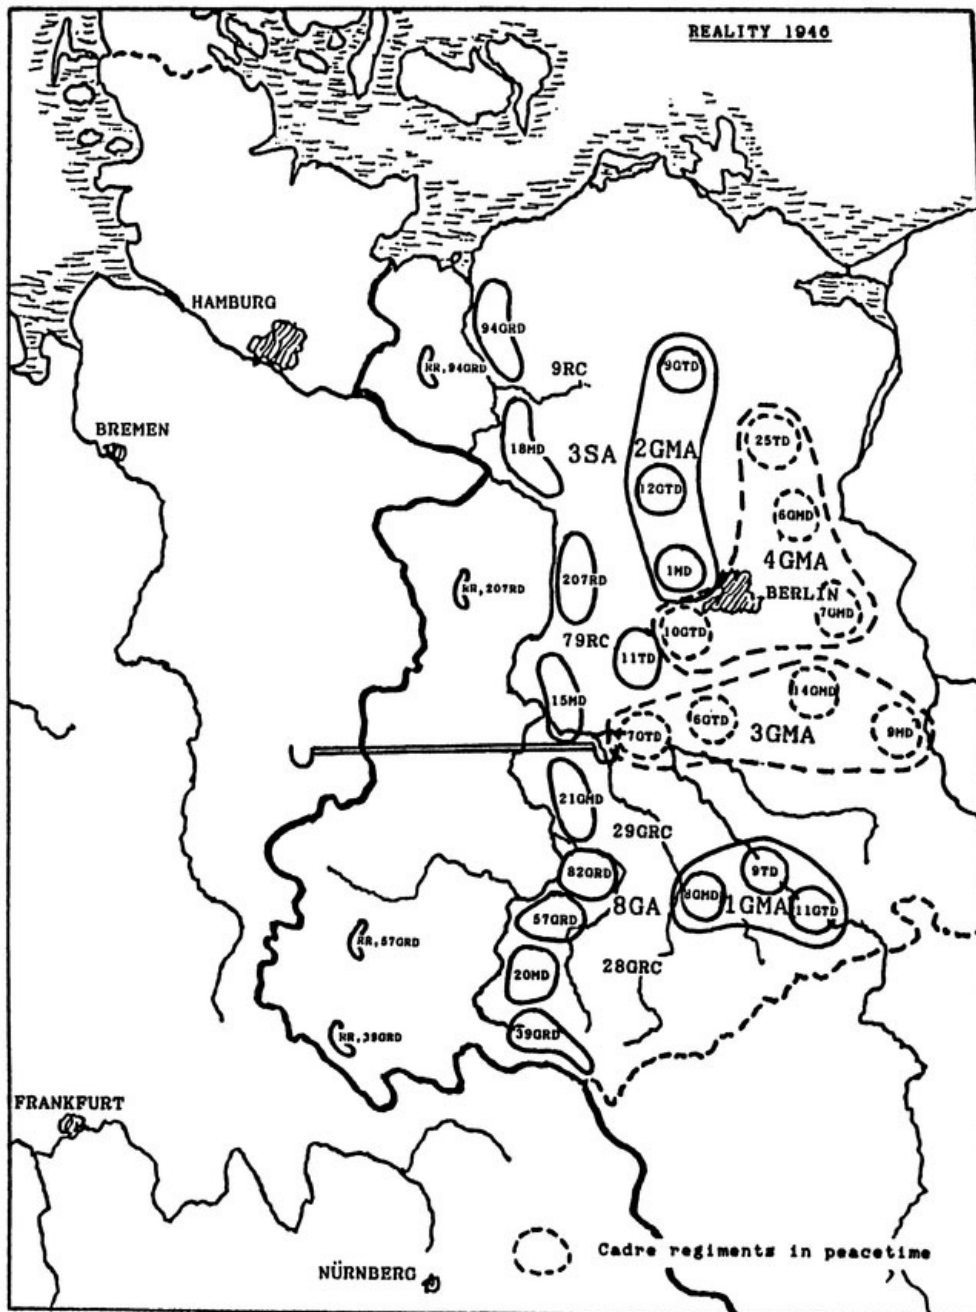 REALITY 1946
HAMBURG
94GRD
RR,94GRD
9RC
9GTD
BREMEN
18MD
3SA
2GMA
25TD
12GTD
6GMD
4GMA
1MD
BERLIN
RR,207RD
207RD
7GMD
10GTD
79RC
11TD
15MD
14GMD
6GTD
7GTD
3GMA
9MD
21GMD
29GRC
82GRD
9TD
8GMD
8GA
1GMA
11GTD
57GRD
RR,57GRD
20MD
28GRC
RR,39GRD
39GRD
FRANKFURT
Cadre regiments in peacetime
NÜRNBERG